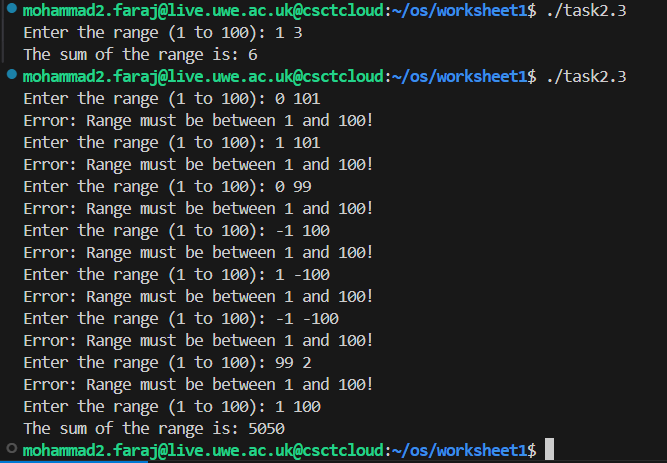 mohammad2.faraj@live.uwe.ac.uk@csctcloud:~/os/worksheet1$ ./task2.3
Enter the range (1 to 100): 1 3
The sum of the range is: 6
mohammad2.faraj@live.uwe.ac.uk@csctcloud:~/os/worksheet1$ ./task2.3
Enter the range (1 to 100): 0 101
Error: Range must be between 1 and 100!
Enter the range (1 to 100): 1 101
Error: Range must be between 1 and 100!
Enter the range (1 to 100): 0 99
Error: Range must be between 1 and 100!
Enter the range (1 to 100): -1 100
Error: Range must be between 1 and 100!
Enter the range (1 to 100): 1 -100
Error: Range must be between 1 and 100!
Enter the range (1 to 100): -1 -100
Error: Range must be between 1 and 100!
Enter the range (1 to 100): 99 2
Error: Range must be between 1 and 100!
Enter the range (1 to 100): 1 100
The sum of the range is: 5050
mohammad2.faraj@live.uwe.ac.uk@csctcloud:~/os/worksheet1$